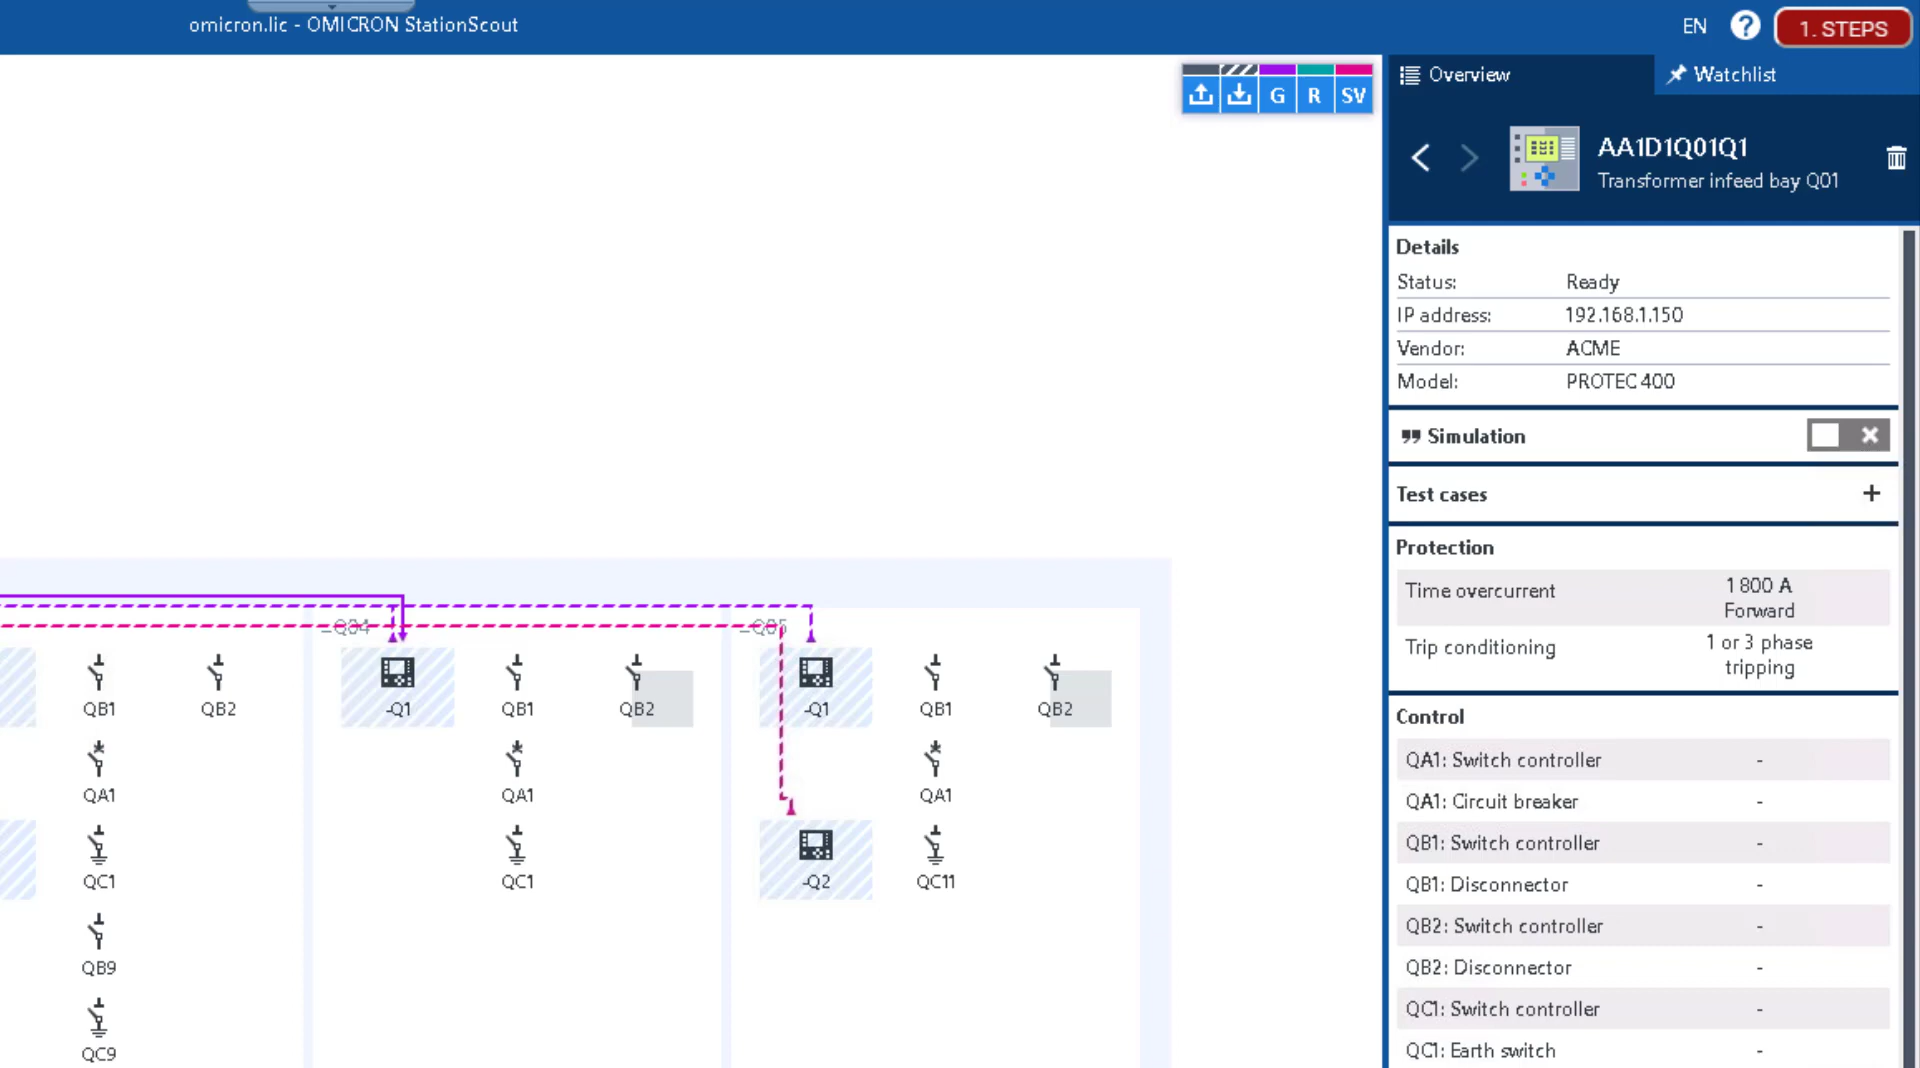 omicron.lic - OMICRON StationScout
EN
?
1. STEPS
G R SV
Overview
Watchlist
AA1D1Q01Q1
Transformer infeed bay Q01
Details
Status: Ready
IP address: 192.168.1.150
Vendor: ACME
Model: PROTEC 400
Simulation
Test cases
Protection
Time overcurrent 1 800 A
Forward
Trip conditioning 1 or 3 phase
tripping
Control
QA1: Switch controller -
QA1: Circuit breaker -
QB1: Switch controller -
QB1: Disconnector -
QB2: Switch controller -
QB2: Disconnector -
QC1: Switch controller -
QC1: Earth switch -
QB1 QB2
QA1
QC1
QB9
QC9
Q04
-Q1 QB1 QB2
QA1
QC1
Q05
-Q1 QB1 QB2
QA1
-Q2 QC11